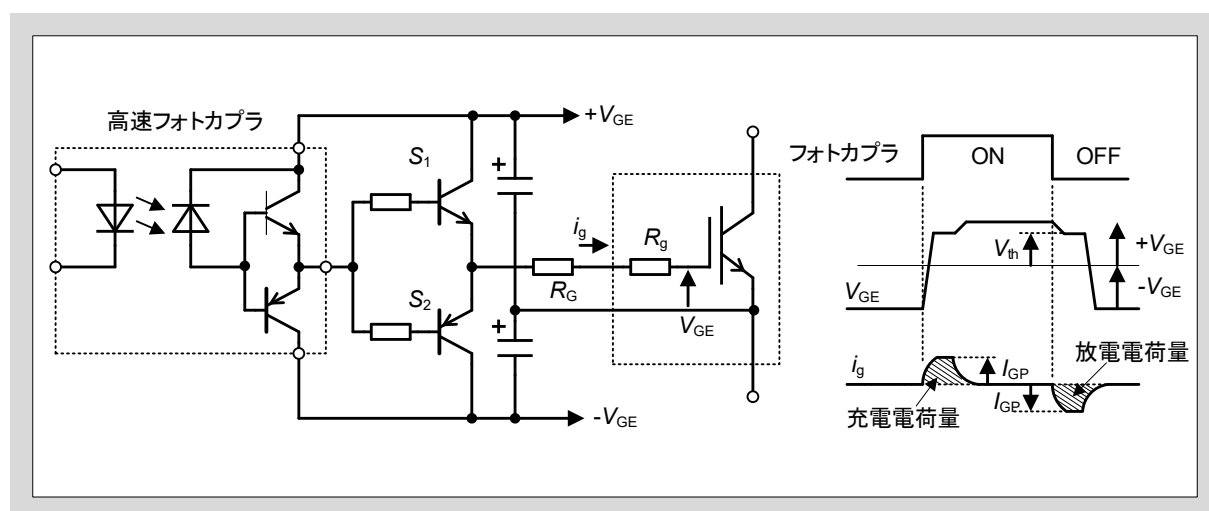 高速フォトカプラ
+VGE
S1
+
ig
Rg
RG
S2
VGE
+
-VGE
フォトカプラ
ON
OFF
Vth
+VGE
VGE
-VGE
放電電荷量
ig
IGP
IGP
充電電荷量